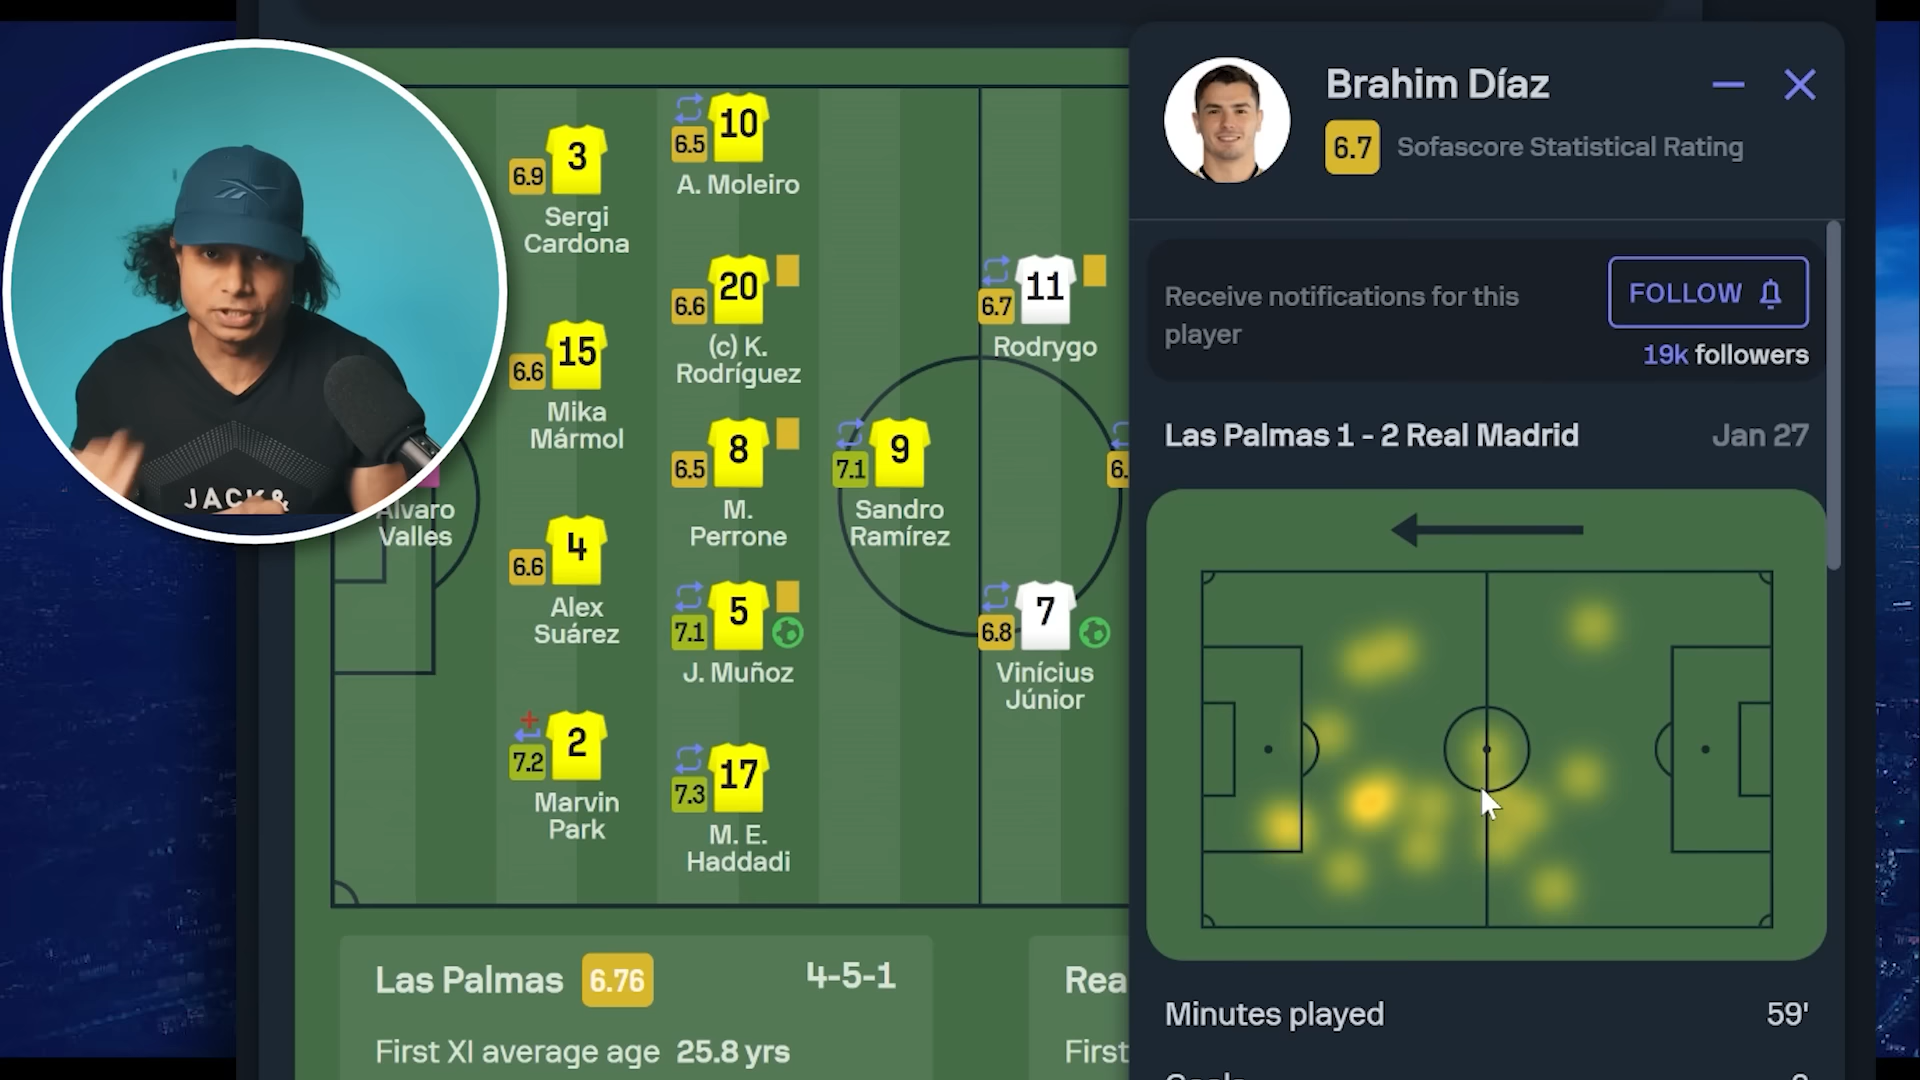 JACK &
Alvaro
Valles
3
6.9
Sergi
Cardona
15
6.6
Mika
Mármol
4
6.6
Alex
Suárez
2
7.2
Marvin
Park
10
6.5
A. Moleiro
20
6.6
(c) K.
Rodríguez
8
6.5
M.
Perrone
5
7.1
J. Muñoz
17
7.3
M. E.
Haddadi
9
7.1
Sandro
Ramírez
11
6.7
Rodrygo
6.
7
6.8
Vinícius
Júnior
Las Palmas 6.76 4-5-1
First XI average age 25.8 yrs
Rea
First
Brahim Díaz
6.7 Sofascore Statistical Rating
Receive notifications for this
player
FOLLOW
19k followers
Las Palmas 1 - 2 Real Madrid Jan 27
Minutes played 59'